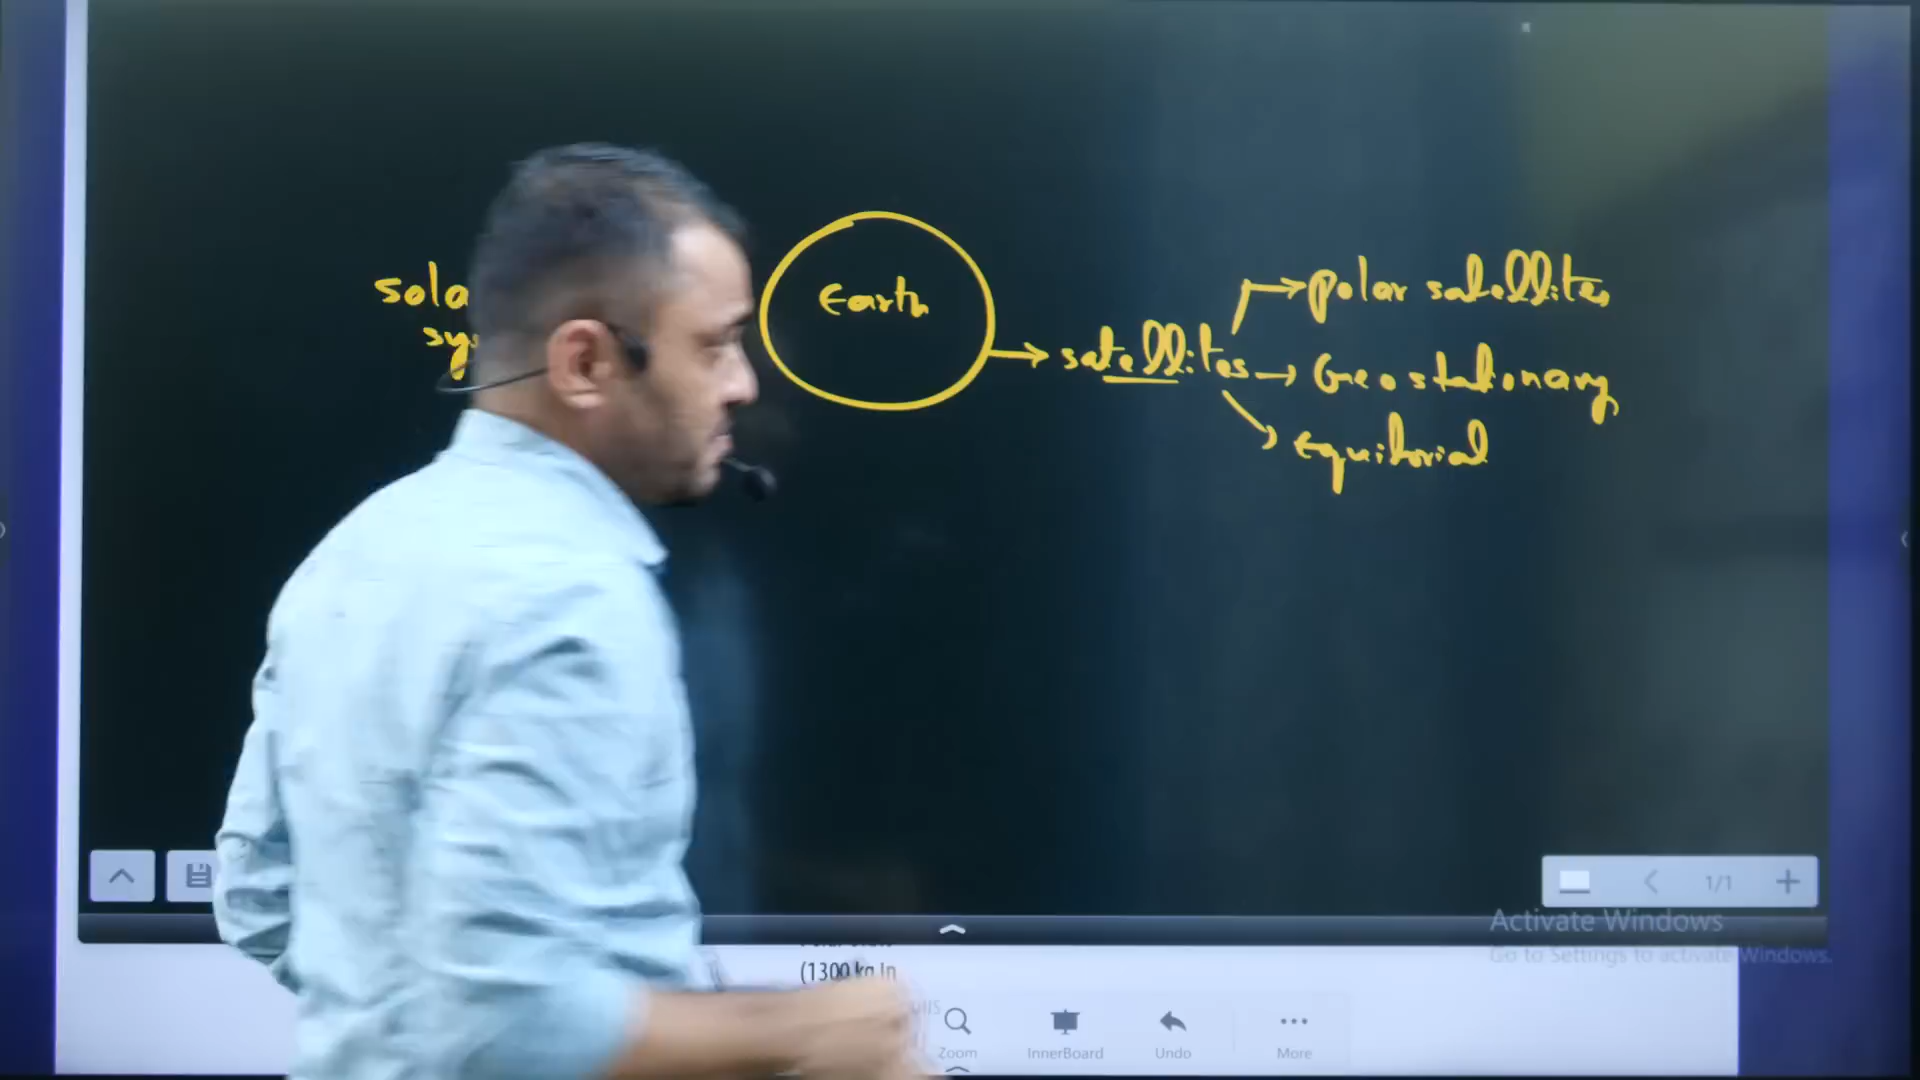 Earth
polar satellites
satellites
Geostationary
equitorial
1/1
Activate Windows
Go to Settings to activate Windows.
(1300 kg In
Zoom
InnerBoard
Undo
More